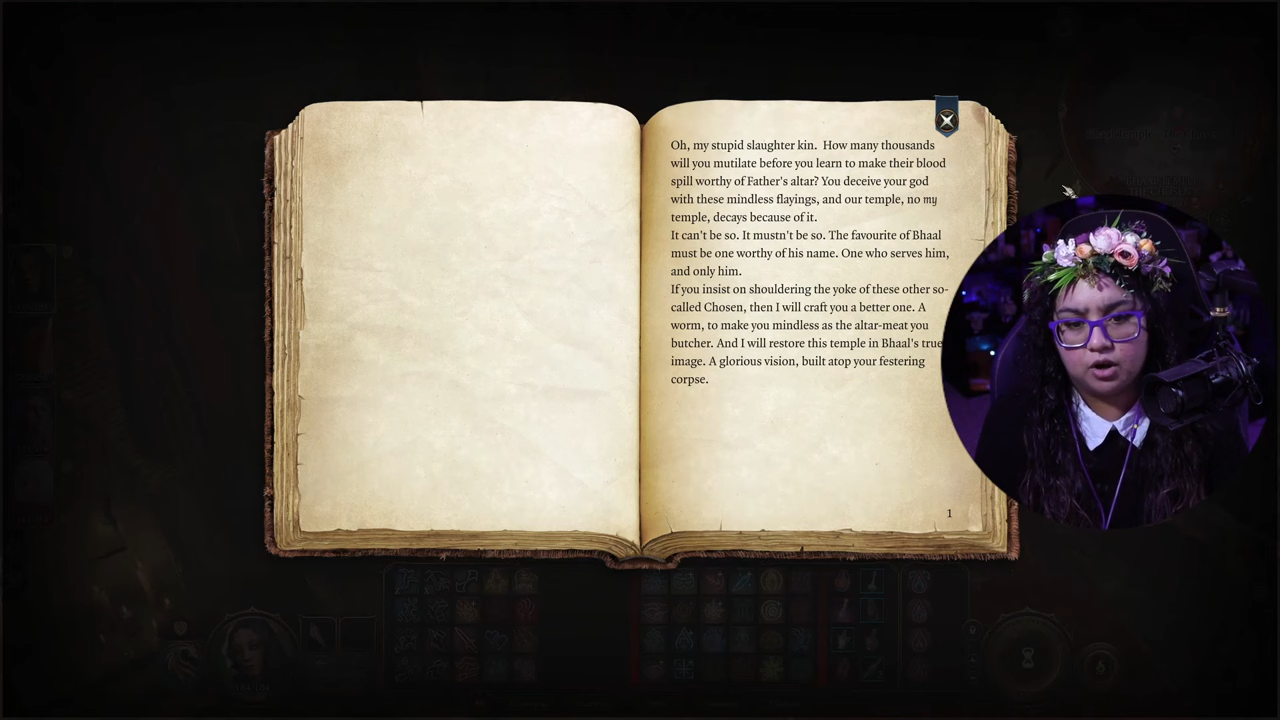 Oh, my stupid slaughter kin.  How many thousands
will you mutilate before you learn to make their blood
spill worthy of Father's altar? You deceive your god
with these mindless flayings, and our temple, no my
temple, decays because of it.
It can't be so. It mustn't be so. The favourite of Bhaal
must be one worthy of his name. One who serves him,
and only him.
If you insist on shouldering the yoke of these other so-
called Chosen, then I will craft you a better one. A
worm, to make you mindless as the altar-meat you
butcher. And I will restore this temple in Bhaal's true
image. A glorious vision, built atop your festering
corpse.
1